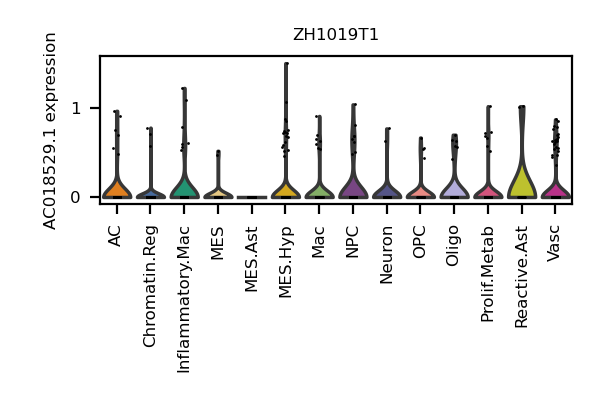 ZH1019T1
AC018529.1 expression
1
0
AC
Chromatin.Reg
Inflammatory.Mac
MES
MES.Ast
MES.Hyp
Mac
NPC
Neuron
OPC
Oligo
Prolif.Metab
Reactive.Ast
Vasc